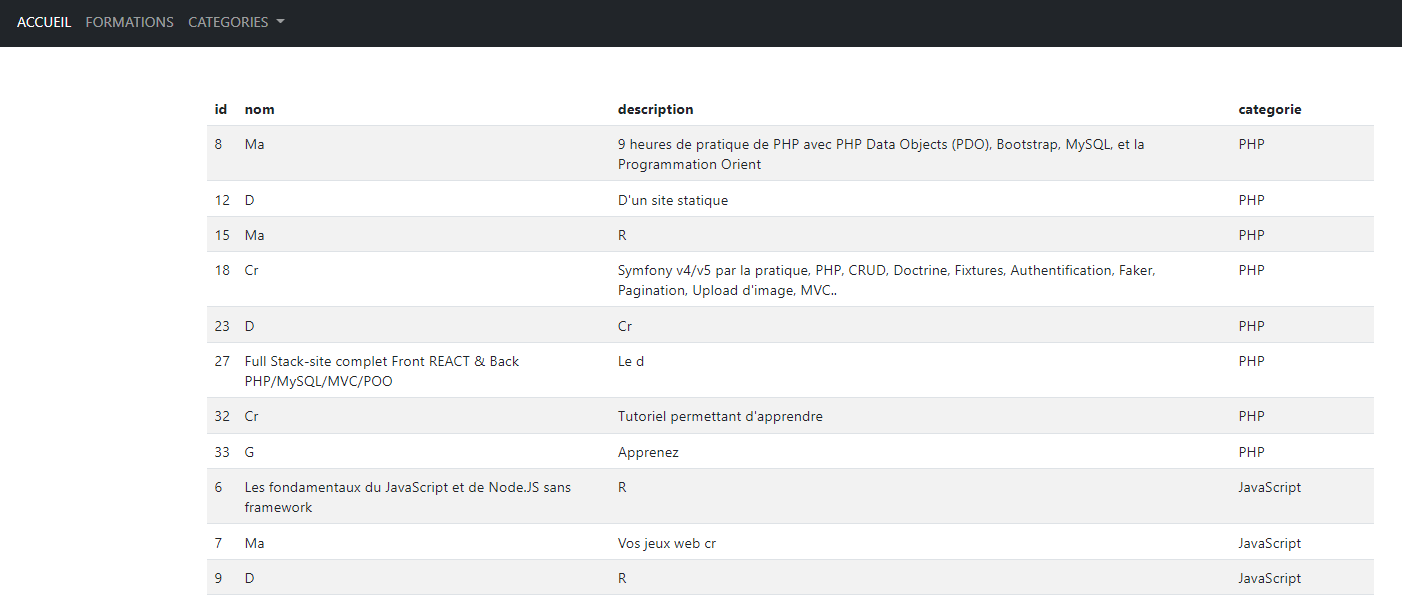 ACCUEIL FORMATIONS CATEGORIES
id nom description categorie
8 Ma 9 heures de pratique de PHP avec PHP Data Objects (PDO), Bootstrap, MySQL, et la PHP
Programmation Orient
12 D D'un site statique PHP
15 Ma R PHP
18 Cr Symfony v4/v5 par la pratique, PHP, CRUD, Doctrine, Fixtures, Authentification, Faker, PHP
Pagination, Upload d'image, MVC..
23 D Cr PHP
27 Full Stack-site complet Front REACT & Back Le d PHP
PHP/MySQL/MVC/POO
32 Cr Tutoriel permettant d'apprendre PHP
33 G Apprenez PHP
6 Les fondamentaux du JavaScript et de Node.JS sans R JavaScript
framework
7 Ma Vos jeux web cr JavaScript
9 D R JavaScript